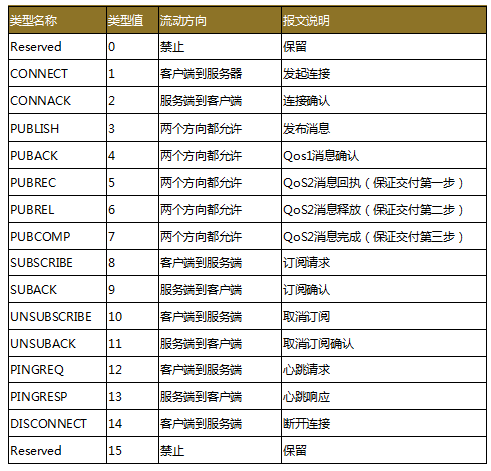 类型名称 类型值 流动方向 报文说明
Reserved 0 禁止 保留
CONNECT 1 客户端到服务器 发起连接
CONNACK 2 服务端到客户端 连接确认
PUBLISH 3 两个方向都允许 发布消息
PUBACK 4 两个方向都允许 Qos1消息确认
PUBREC 5 两个方向都允许 QoS2消息回执（保证交付第一步）
PUBREL 6 两个方向都允许 QoS2消息释放（保证交付第二步）
PUBCOMP 7 两个方向都允许 QoS2消息完成（保证交付第三步）
SUBSCRIBE 8 客户端到服务端 订阅请求
SUBACK 9 服务端到客户端 订阅确认
UNSUBSCRIBE 10 客户端到服务端 取消订阅
UNSUBACK 11 服务端到客户端 取消订阅确认
PINGREQ 12 客户端到服务端 心跳请求
PINGRESP 13 服务端到客户端 心跳响应
DISCONNECT 14 客户端到服务端 断开连接
Reserved 15 禁止 保留